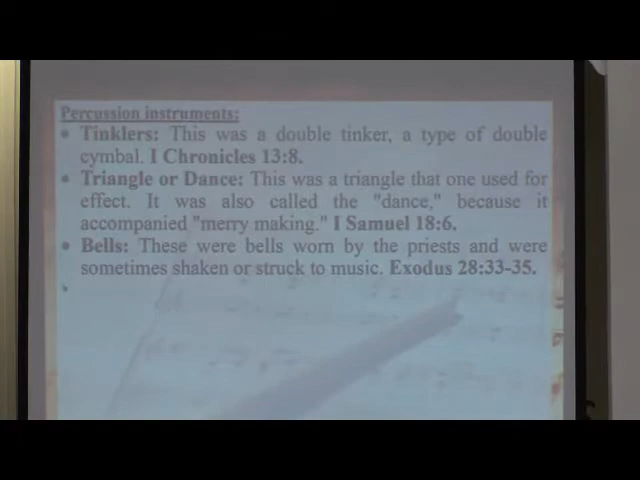 Percussion instruments:
• Tinklers: This was a double tinker, a type of double
cymbal. I Chronicles 13:8.
• Triangle or Dance: This was a triangle that one used for
effect. It was also called the "dance," because it
accompanied "merry making." I Samuel 18:6.
• Bells: These were bells worn by the priests and were
sometimes shaken or struck to music. Exodus 28:33-35.